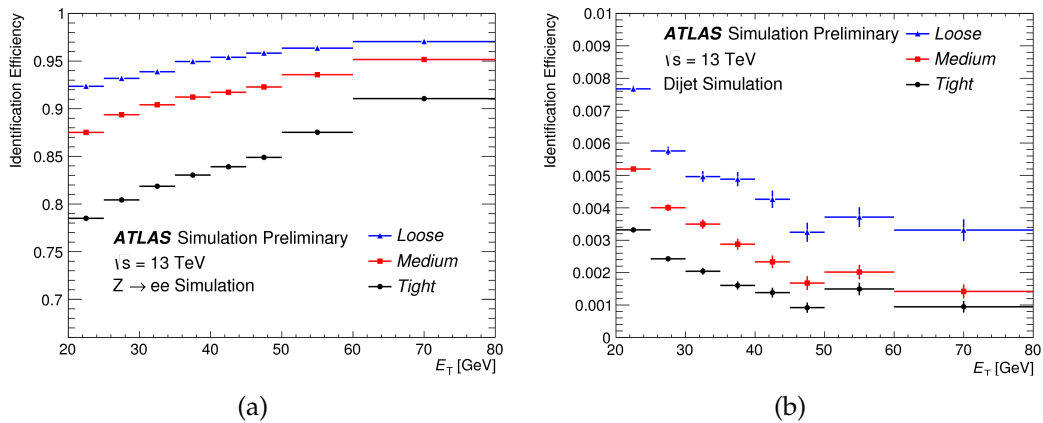 Identification Efficiency
1
0.95
0.9
0.85
0.8
0.75
0.7
ATLAS Simulation Preliminary
√s = 13 TeV
Z → ee Simulation
Loose
Medium
Tight
20 30 40 50 60 70 80
E_T [GeV]
(a)
Identification Efficiency
0.01
0.009
0.008
0.007
0.006
0.005
0.004
0.003
0.002
0.001
0
ATLAS Simulation Preliminary
√s = 13 TeV
Dijet Simulation
Loose
Medium
Tight
20 30 40 50 60 70 80
E_T [GeV]
(b)